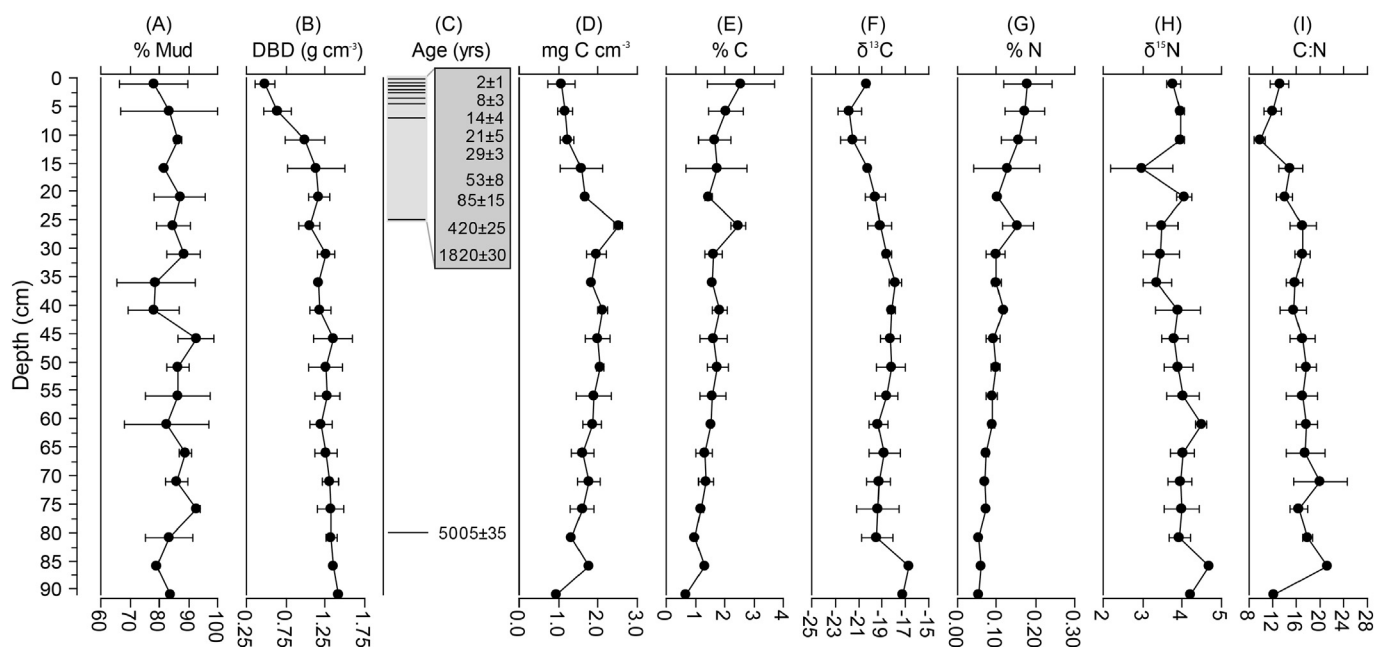 (A) (B) (C) (D) (E) (F) (G) (H) (I)
% Mud DBD (g cm⁻³) Age (yrs) mg C cm⁻³ % C δ¹³C % N δ¹⁵N C:N
Depth (cm)
0
5
10
15
20
25
30
35
40
45
50
55
60
65
70
75
80
85
90
2±1
8±3
14±4
21±5
29±3
53±8
85±15
420±25
1820±30
5005±35
60 70 80 90 100
0.25 0.75 1.25 1.75
0.0 1.0 2.0 3.0
0 1 2 3 4
-25 -23 -21 -19 -17 -15
0.00 0.10 0.20 0.30
2 3 4 5
8 12 16 20 24 28